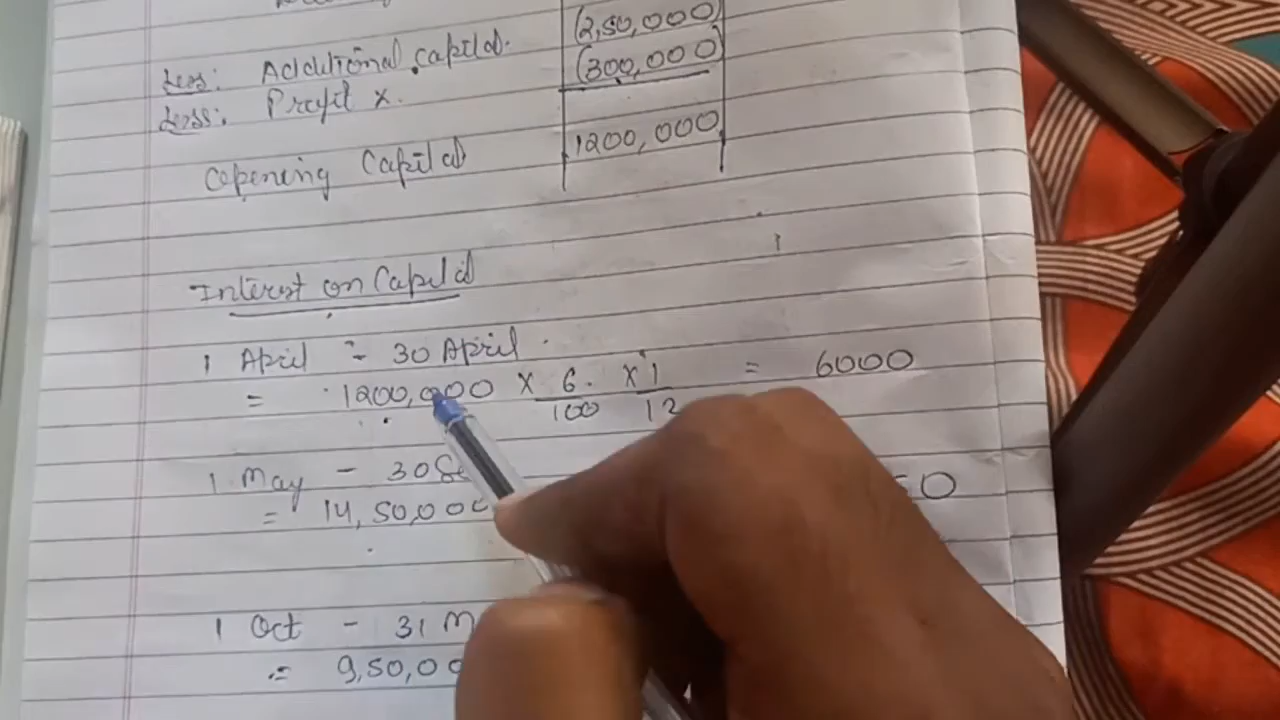 (2,50,000)
Less: Additional capital. (300,000)
Less: Profit x.
Opening Capital 1200,000
Interest on Capital
1 April - 30 April.
= 1200,000 x 6/100 x 1/12 = 6000
1 May - 30 Se
= 14,50,000 50
1 Oct - 31 M
= 9,50,00